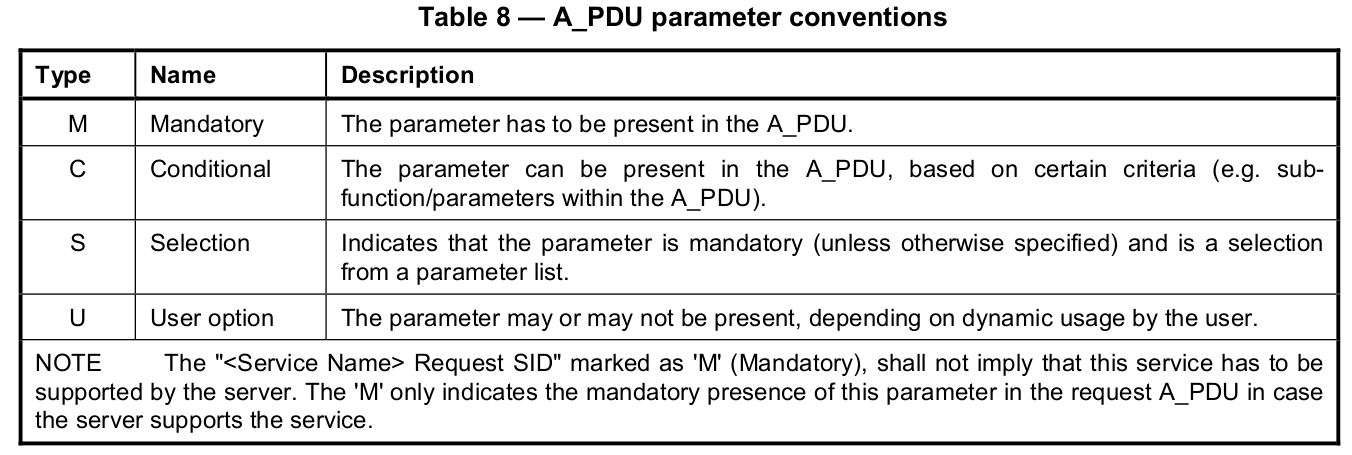 Table 8 — A_PDU parameter conventions
Type Name Description
M Mandatory The parameter has to be present in the A_PDU.
C Conditional The parameter can be present in the A_PDU, based on certain criteria (e.g. sub-
function/parameters within the A_PDU).
S Selection Indicates that the parameter is mandatory (unless otherwise specified) and is a selection
from a parameter list.
U User option The parameter may or may not be present, depending on dynamic usage by the user.
NOTE The "<Service Name> Request SID" marked as 'M' (Mandatory), shall not imply that this service has to be
supported by the server. The 'M' only indicates the mandatory presence of this parameter in the request A_PDU in case
the server supports the service.